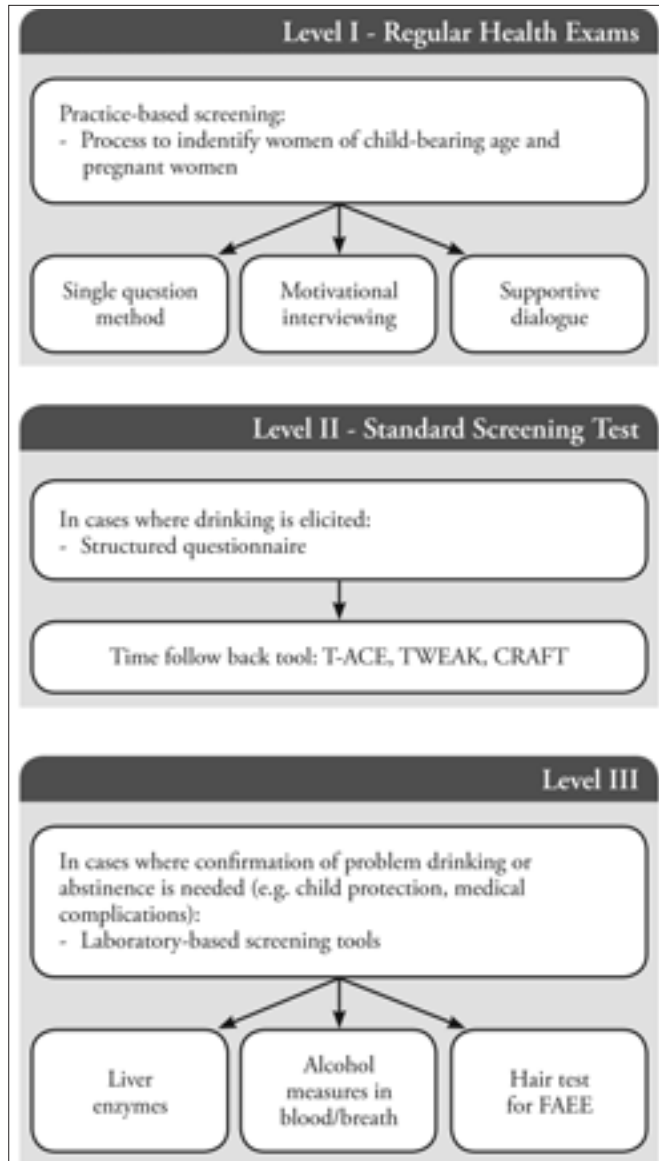 Level I - Regular Health Exams
Practice-based screening:
- Process to indentify women of child-bearing age and
pregnant women
Single question
method
Motivational
interviewing
Supportive
dialogue
Level II - Standard Screening Test
In cases where drinking is elicited:
- Structured questionnaire
Time follow back tool: T-ACE, TWEAK, CRAFT
Level III
In cases where confirmation of problem drinking or
abstinence is needed (e.g. child protection, medical
complications):
- Laboratory-based screening tools
Liver
enzymes
Alcohol
measures in
blood/breath
Hair test
for FAEE